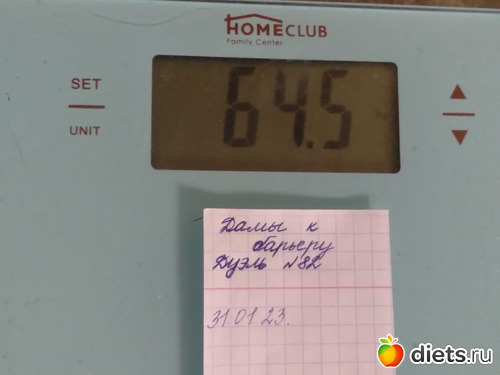 HOMECLUB
Family Center
SET
UNIT
64.5
Дамы к
барьеру
Дуэль №82
31.01.23.
diets.ru